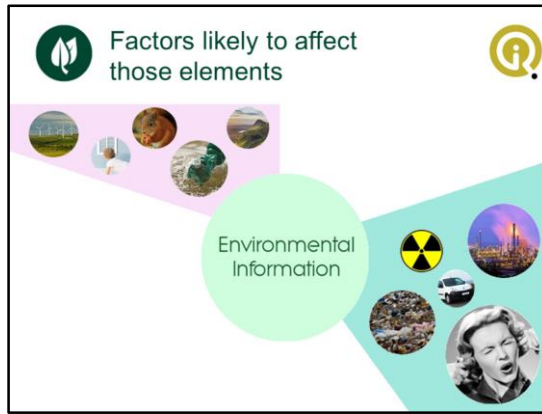 Factors likely to affect
those elements
Environmental
Information